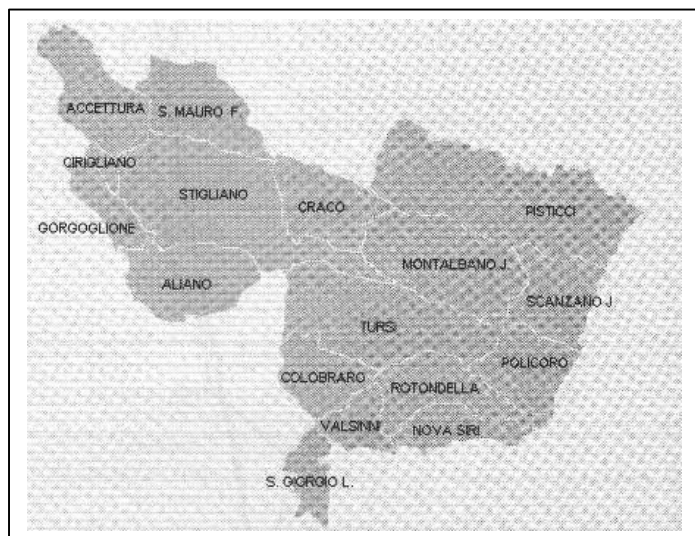 ACCETTURA
S. MAURO F.
CIRIGLIANO
STIGLIANO
CRACO
PISTICCI
GORGOGLIONE
MONTALBANO J.
ALIANO
SCANZANO J
TURSI
POLICORO
COLOBRARO
ROTONDELLA
VALSINNI
NOVA SIRI
S. GIORGIO L.